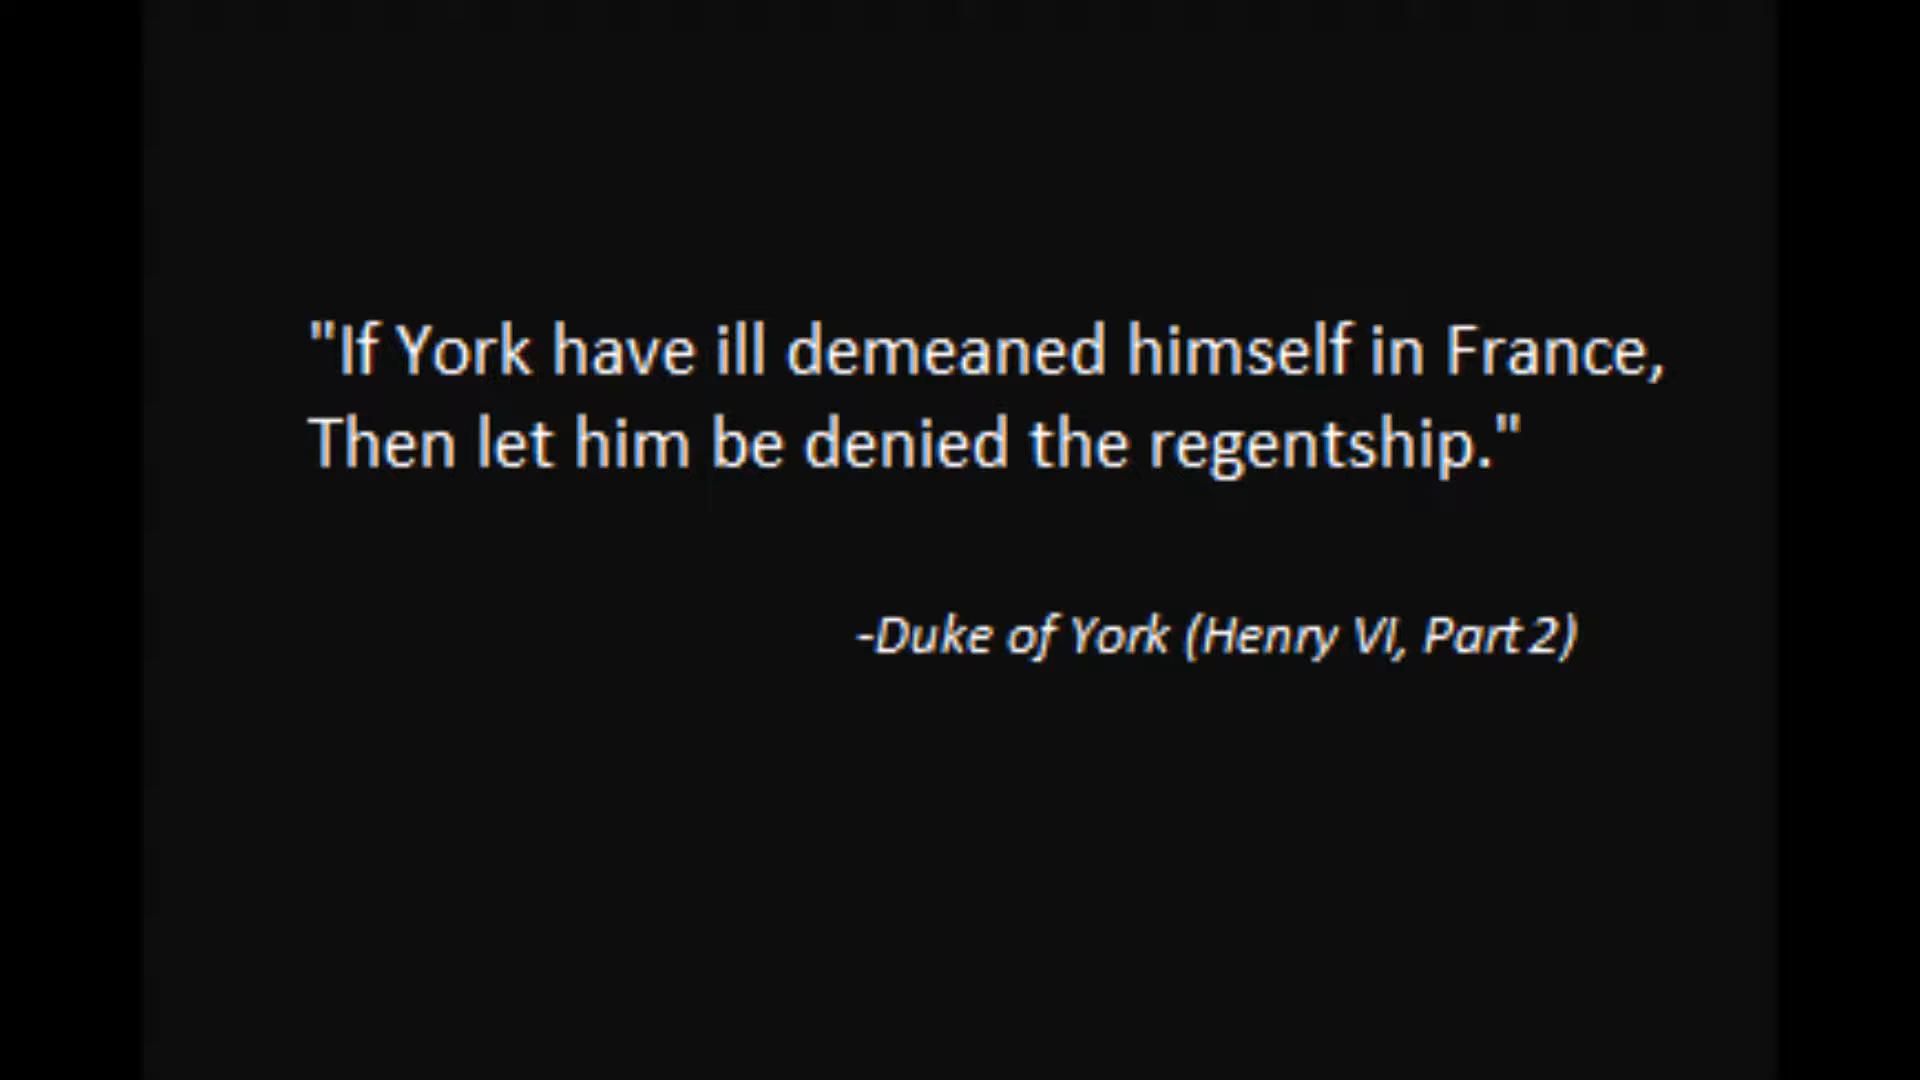 "If York have ill demeaned himself in France,
Then let him be denied the regentship."
-Duke of York (Henry VI, Part 2)